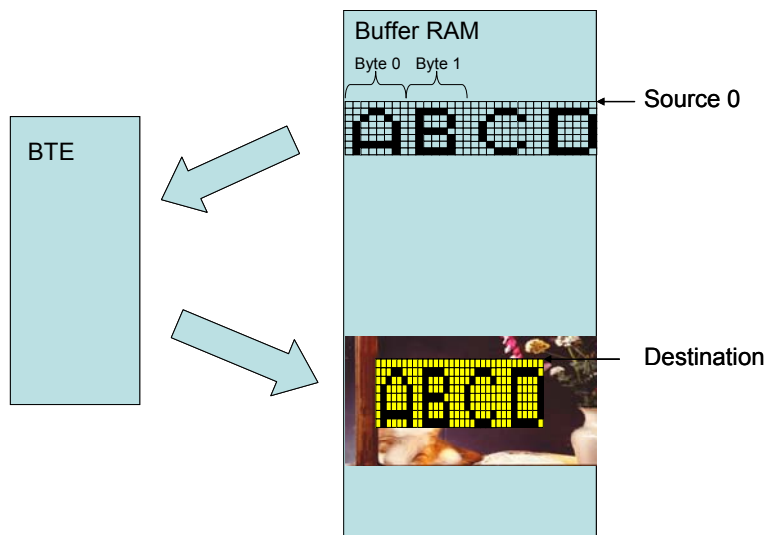 Buffer RAM
Byte 0 Byte 1
Source 0
ABCD
BTE
Destination
ABCD